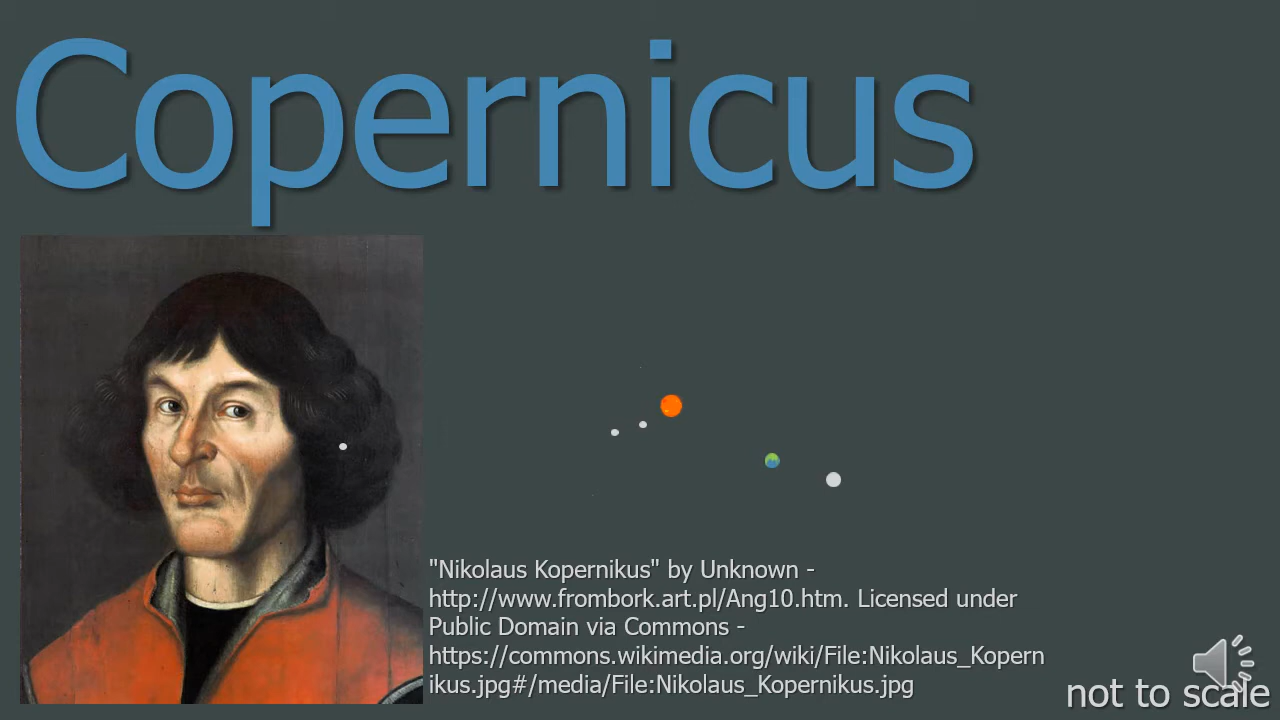 Copernicus
"Nikolaus Kopernikus" by Unknown -
http://www.frombork.art.pl/Ang10.htm. Licensed under
Public Domain via Commons -
https://commons.wikimedia.org/wiki/File:Nikolaus_Kopern
ikus.jpg#/media/File:Nikolaus_Kopernikus.jpg
not to scale